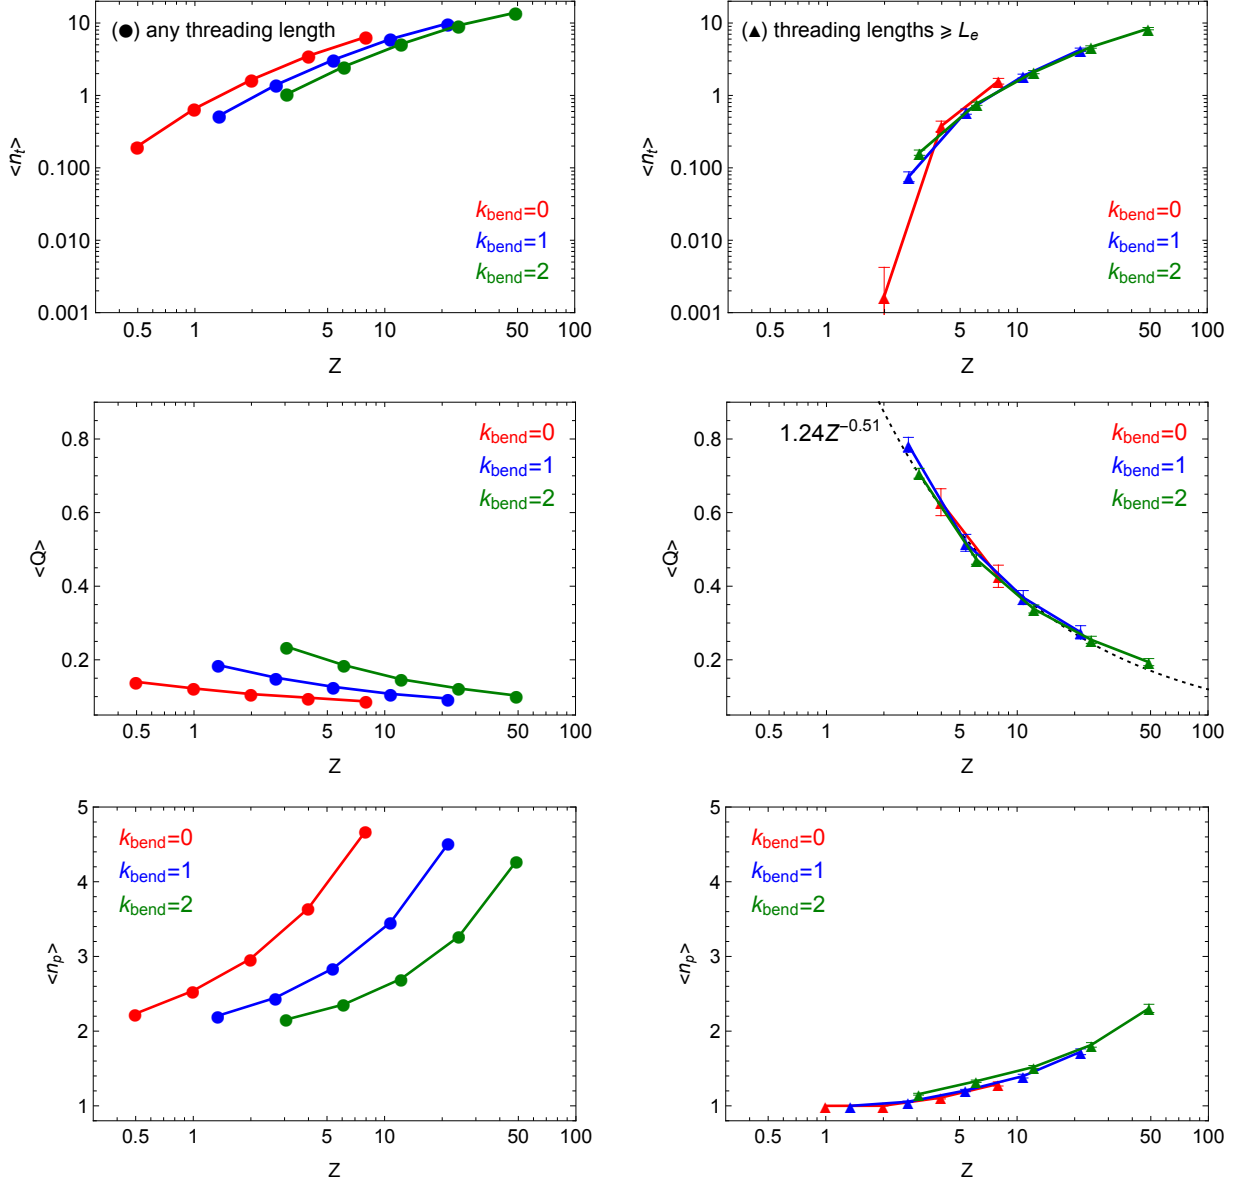 (●) any threading length
<n_t>
10
1
0.100
0.010
0.001
k_bend=0
k_bend=1
k_bend=2
0.5 1 5 10 50 100
Z
(▲) threading lengths ⩾ L_e
<n_t>
10
1
0.100
0.010
0.001
k_bend=0
k_bend=1
k_bend=2
0.5 1 5 10 50 100
Z
<Q>
0.8
0.6
0.4
0.2
k_bend=0
k_bend=1
k_bend=2
0.5 1 5 10 50 100
Z
<Q>
0.8
0.6
0.4
0.2
1.24Z^−0.51
k_bend=0
k_bend=1
k_bend=2
0.5 1 5 10 50 100
Z
<n_p>
5
4
3
2
1
k_bend=0
k_bend=1
k_bend=2
0.5 1 5 10 50 100
Z
<n_p>
5
4
3
2
1
k_bend=0
k_bend=1
k_bend=2
0.5 1 5 10 50 100
Z